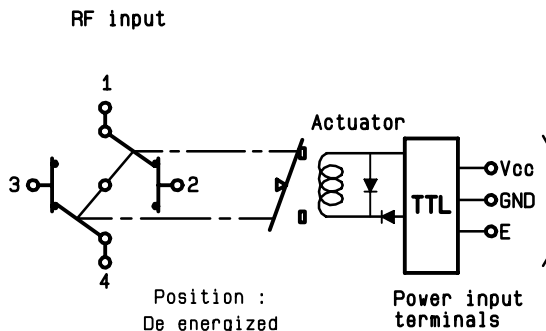 RF input
1
Actuator
3
2
TTL
Vcc
GND
E
4
Position :
De energized
Power input
terminals